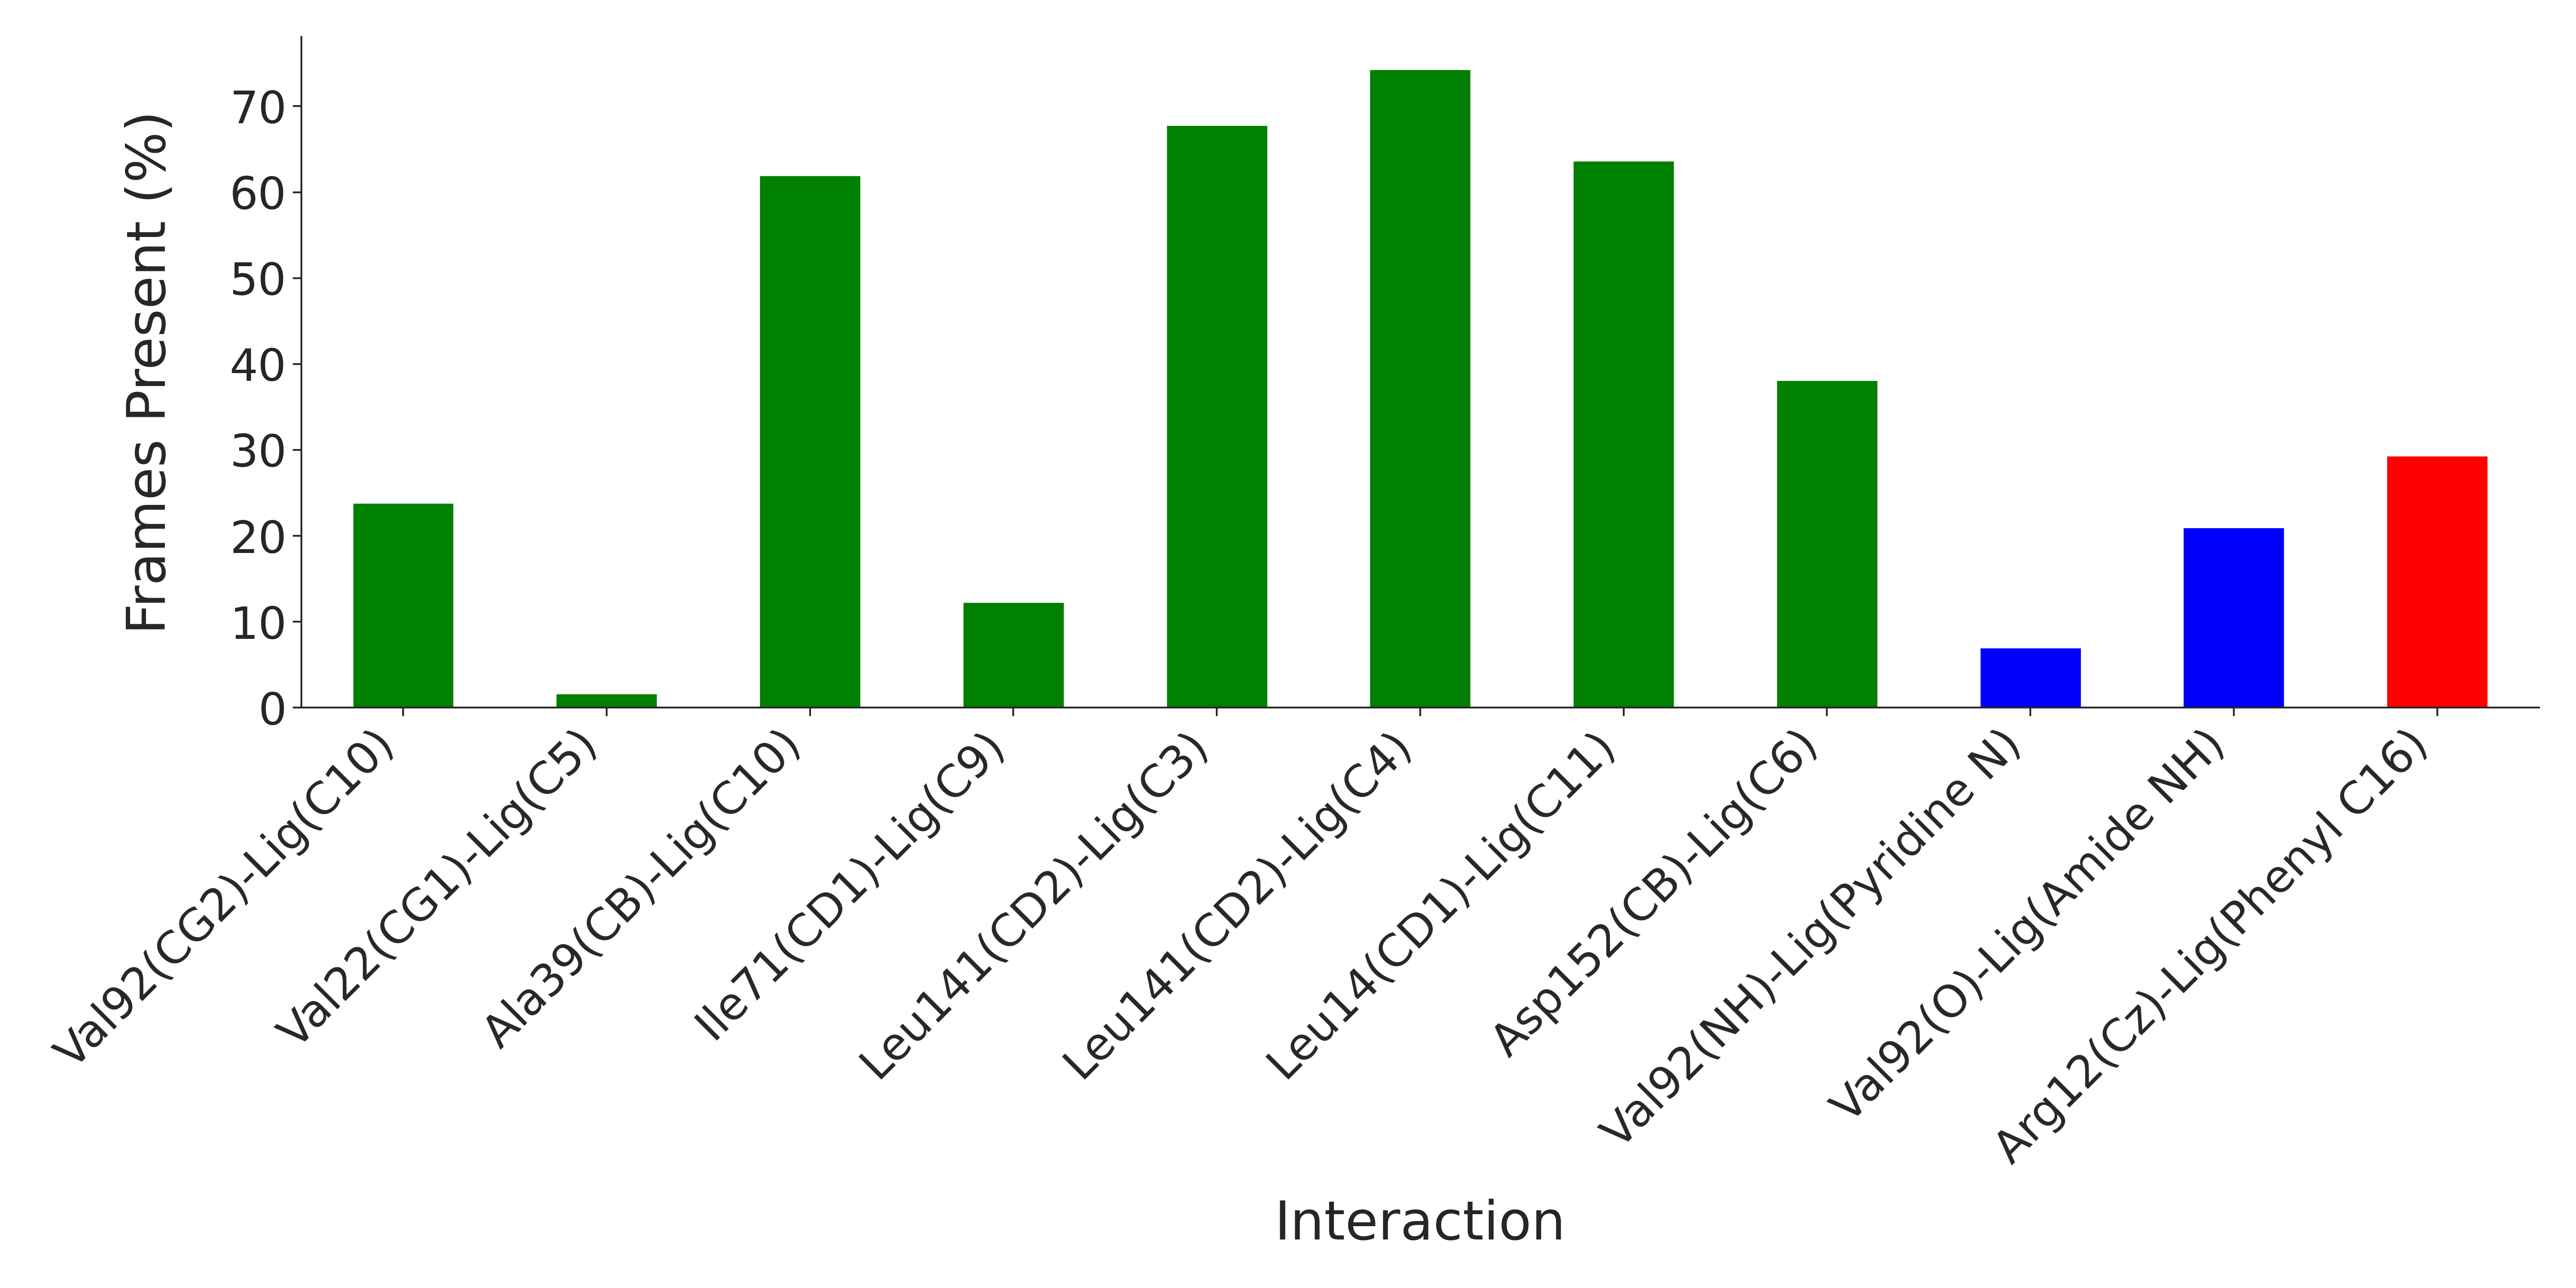 Frames Present (%)
70
60
50
40
30
20
10
0
Val92(CG2)-Lig(C10)
Val22(CG1)-Lig(C5)
Ala39(CB)-Lig(C10)
Ile71(CD1)-Lig(C9)
Leu141(CD2)-Lig(C3)
Leu141(CD2)-Lig(C4)
Leu14(CD1)-Lig(C11)
Asp152(CB)-Lig(C6)
Val92(NH)-Lig(Pyridine N)
Val92(O)-Lig(Amide NH)
Arg12(Cz)-Lig(Phenyl C16)
Interaction